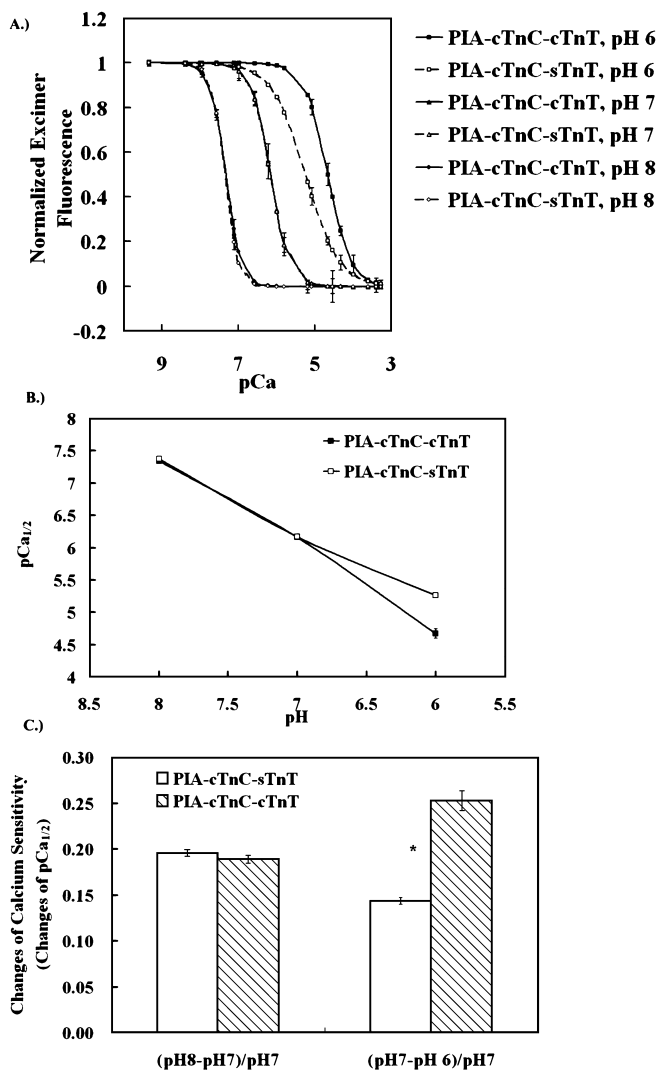 A.)
1.2
1
0.8
0.6
0.4
0.2
0
-0.2
Normalized Excimer
Fluorescence
9
7
5
3
pCa
PIA-cTnC-cTnT, pH 6
PIA-cTnC-sTnT, pH 6
PIA-cTnC-cTnT, pH 7
PIA-cTnC-sTnT, pH 7
PIA-cTnC-cTnT, pH 8
PIA-cTnC-sTnT, pH 8
B.)
8
7.5
7
6.5
6
5.5
5
4.5
4
pCa1/2
PIA-cTnC-cTnT
PIA-cTnC-sTnT
8.5
8
7.5
7
6.5
6
5.5
pH
C.)
0.30
0.25
0.20
0.15
0.10
0.05
0.00
Changes of Calcium Sensitivity
(Changes of pCa1/2)
PIA-cTnC-sTnT
PIA-cTnC-cTnT
*
(pH8-pH7)/pH7
(pH7-pH 6)/pH7